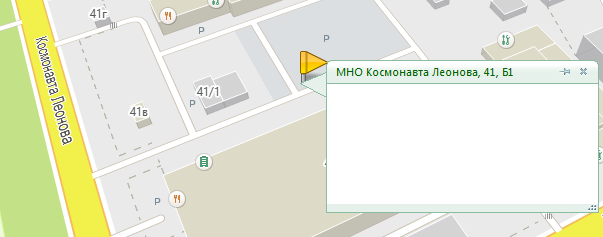 41г
Космонавта Леонова
P
P
МНО Космонавта Леонова, 41, Б1
41/1
P
41в
P
P